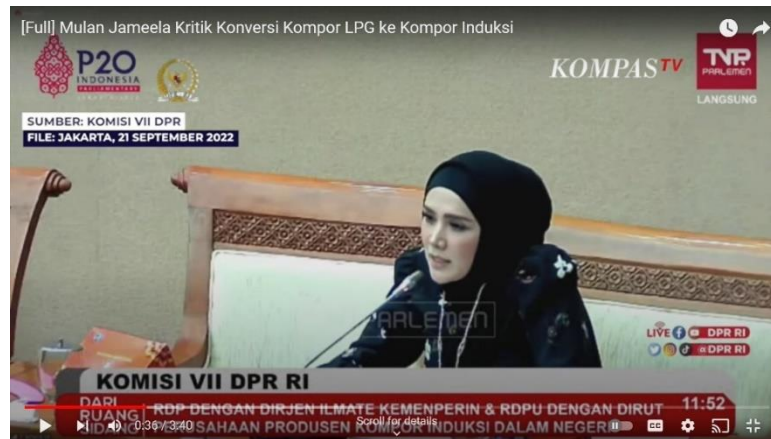 [Full] Mulan Jameela Kritik Konversi Kompor LPG ke Kompor Induksi
P20
INDONESIA
KOMPASTV
TVR
PARLEMEN
LANGSUNG
SUMBER: KOMISI VII DPR
FILE: JAKARTA, 21 SEPTEMBER 2022
PARLEMEN
LIVE DPR RI
@DPR RI
KOMISI VII DPR RI
DARI
RUANG
SIDANG
RDP DENGAN DIRJEN ILMATE KEMENPERIN & RDPU DENGAN DIRUT
11:52
PERUSAHAAN PRODUSEN KOMPOR INDUKSI DALAM NEGERI
0:36 / 3:40
Scroll for details
CC